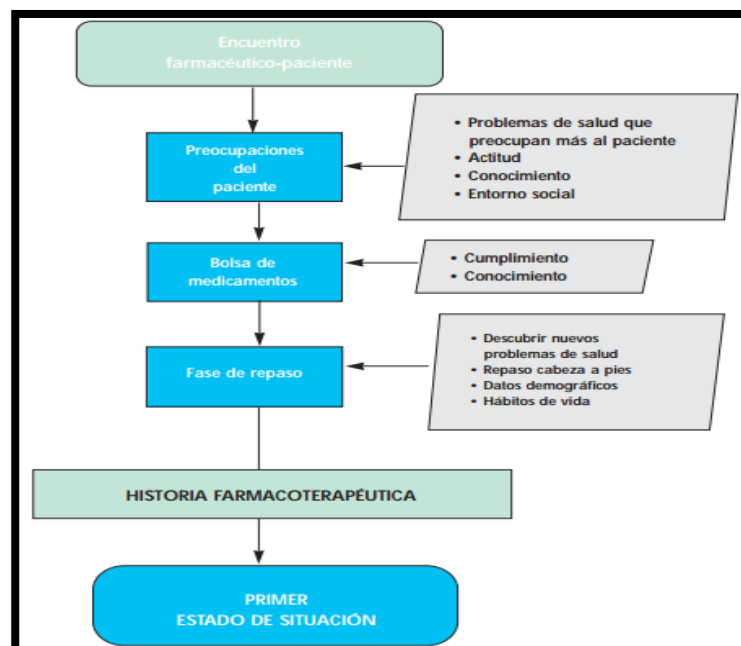 Encuentro
farmacéutico-paciente
Preocupaciones
del
paciente
• Problemas de salud que
preocupan más al paciente
• Actitud
• Conocimiento
• Entorno social
Bolsa de
medicamentos
• Cumplimiento
• Conocimiento
Fase de repaso
• Descubrir nuevos
problemas de salud
• Repaso cabeza a pies
• Datos demográficos
• Hábitos de vida
HISTORIA FARMACOTERAPÉUTICA
PRIMER
ESTADO DE SITUACIÓN